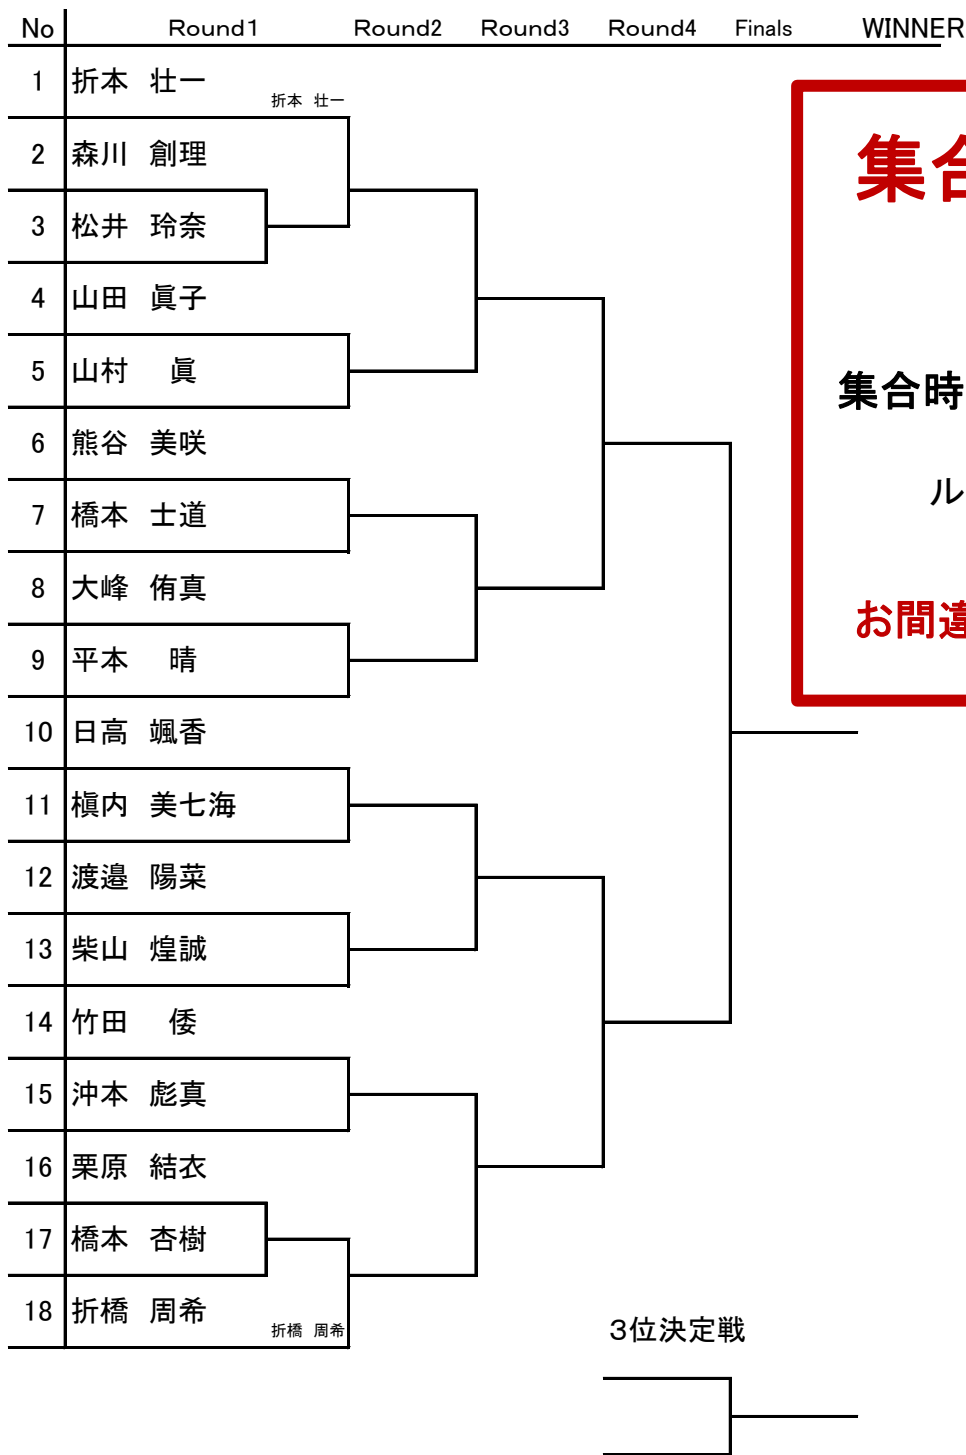 No Round1 Round2 Round3 Round4 Finals WINNER
1 折本 壮一
折本 壮一
2 森川 創理
3 松井 玲奈
4 山田 眞子
5 山村 眞
6 熊谷 美咲
7 橋本 士道
8 大峰 侑真
9 平本 晴
10 日高 颯香
11 槇内 美七海
12 渡邉 陽菜
13 柴山 煌誠
14 竹田 倭
15 沖本 彪真
16 栗原 結衣
17 橋本 杏樹
18 折橋 周希
折橋 周希
集合
集合時
ル
お間違
3位決定戦